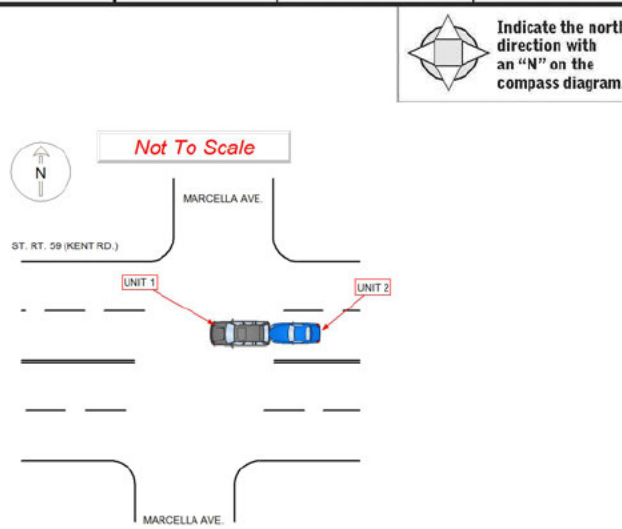 Indicate the north
direction with
an “N” on the
compass diagram.
Not To Scale
N
MARCELLA AVE.
ST. RT. 59 (KENT RD.)
UNIT 1
UNIT 2
MARCELLA AVE.